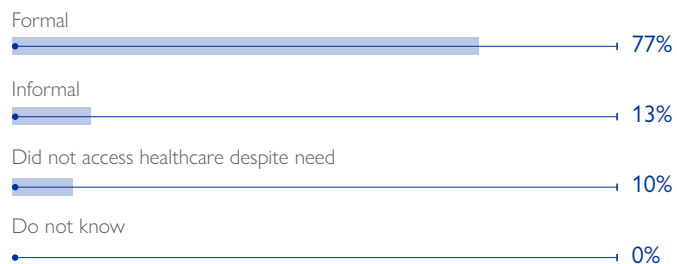 Formal
77%
Informal
13%
Did not access healthcare despite need
10%
Do not know
0%